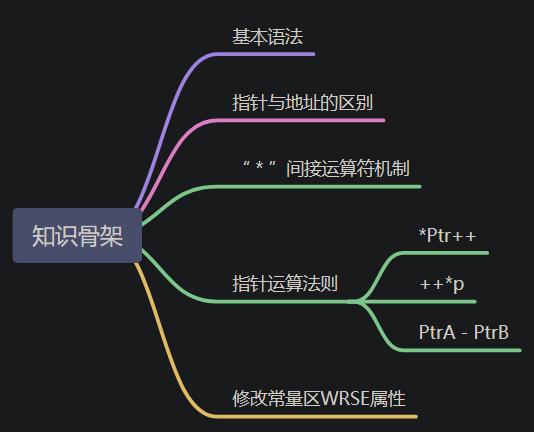 知识骨架
基本语法
指针与地址的区别
“ * ” 间接运算符机制
指针运算法则
*Ptr++
++*p
PtrA - PtrB
修改常量区WRSE属性